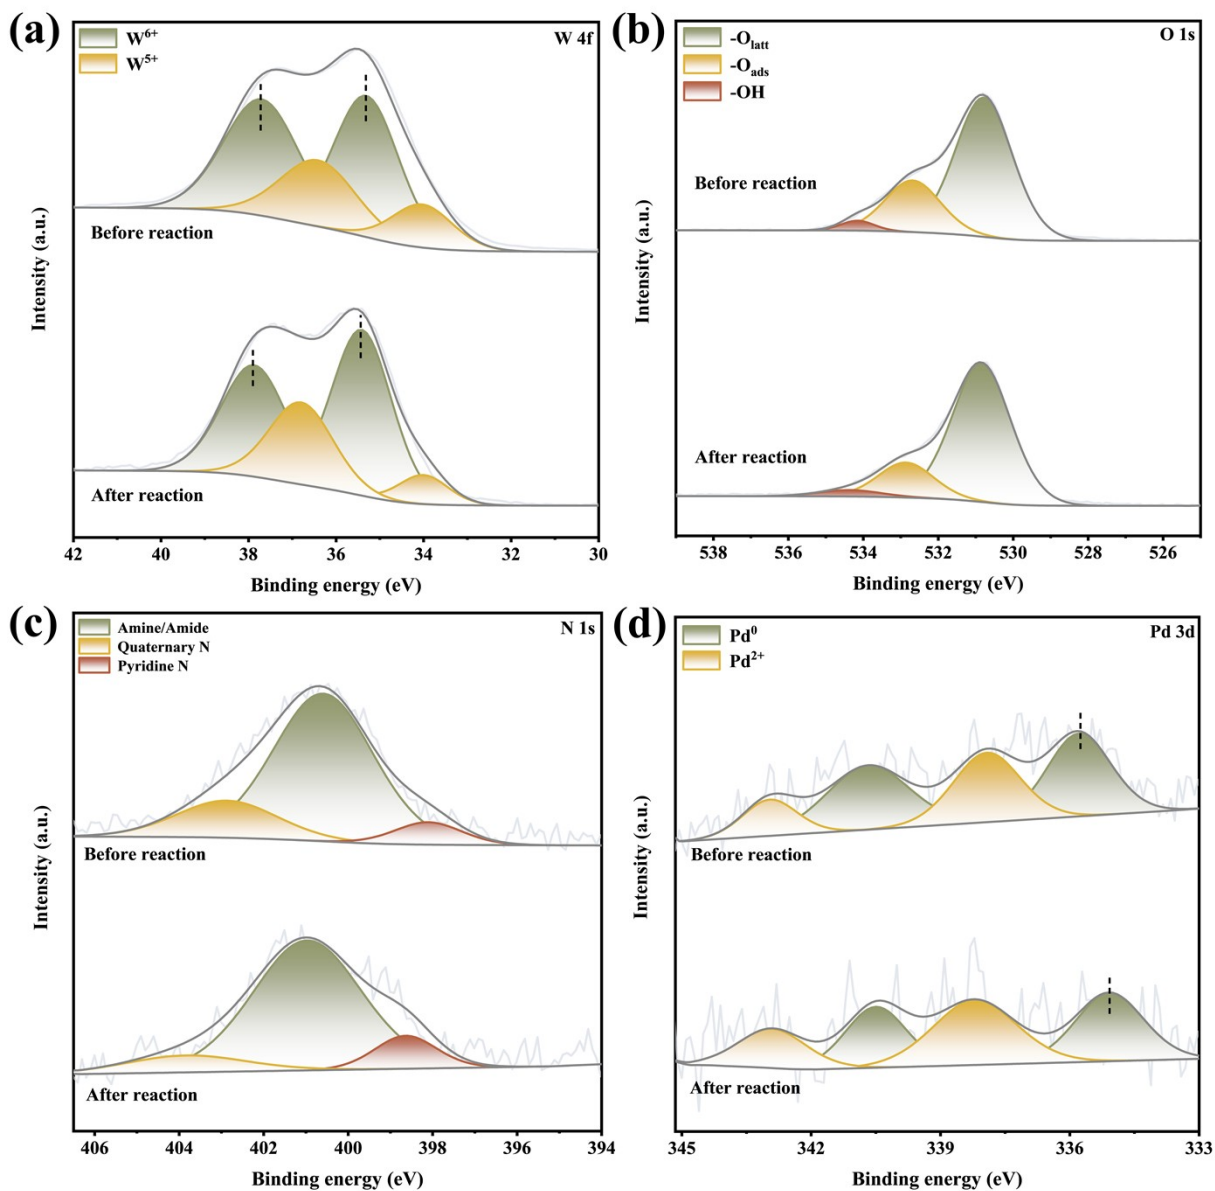 (a)
W⁶⁺
W⁵⁺
W 4f
Before reaction
After reaction
Intensity (a.u.)
42 40 38 36 34 32 30
Binding energy (eV)
(b)
-Oₗₐₜₜ
-Oₐdₛ
-OH
O 1s
Before reaction
After reaction
Intensity (a.u.)
538 536 534 532 530 528 526
Binding energy (eV)
(c)
Amine/Amide
Quaternary N
Pyridine N
N 1s
Before reaction
After reaction
Intensity (a.u.)
406 404 402 400 398 396 394
Binding energy (eV)
(d)
Pd⁰
Pd²⁺
Pd 3d
Before reaction
After reaction
Intensity (a.u.)
345 342 339 336 333
Binding energy (eV)